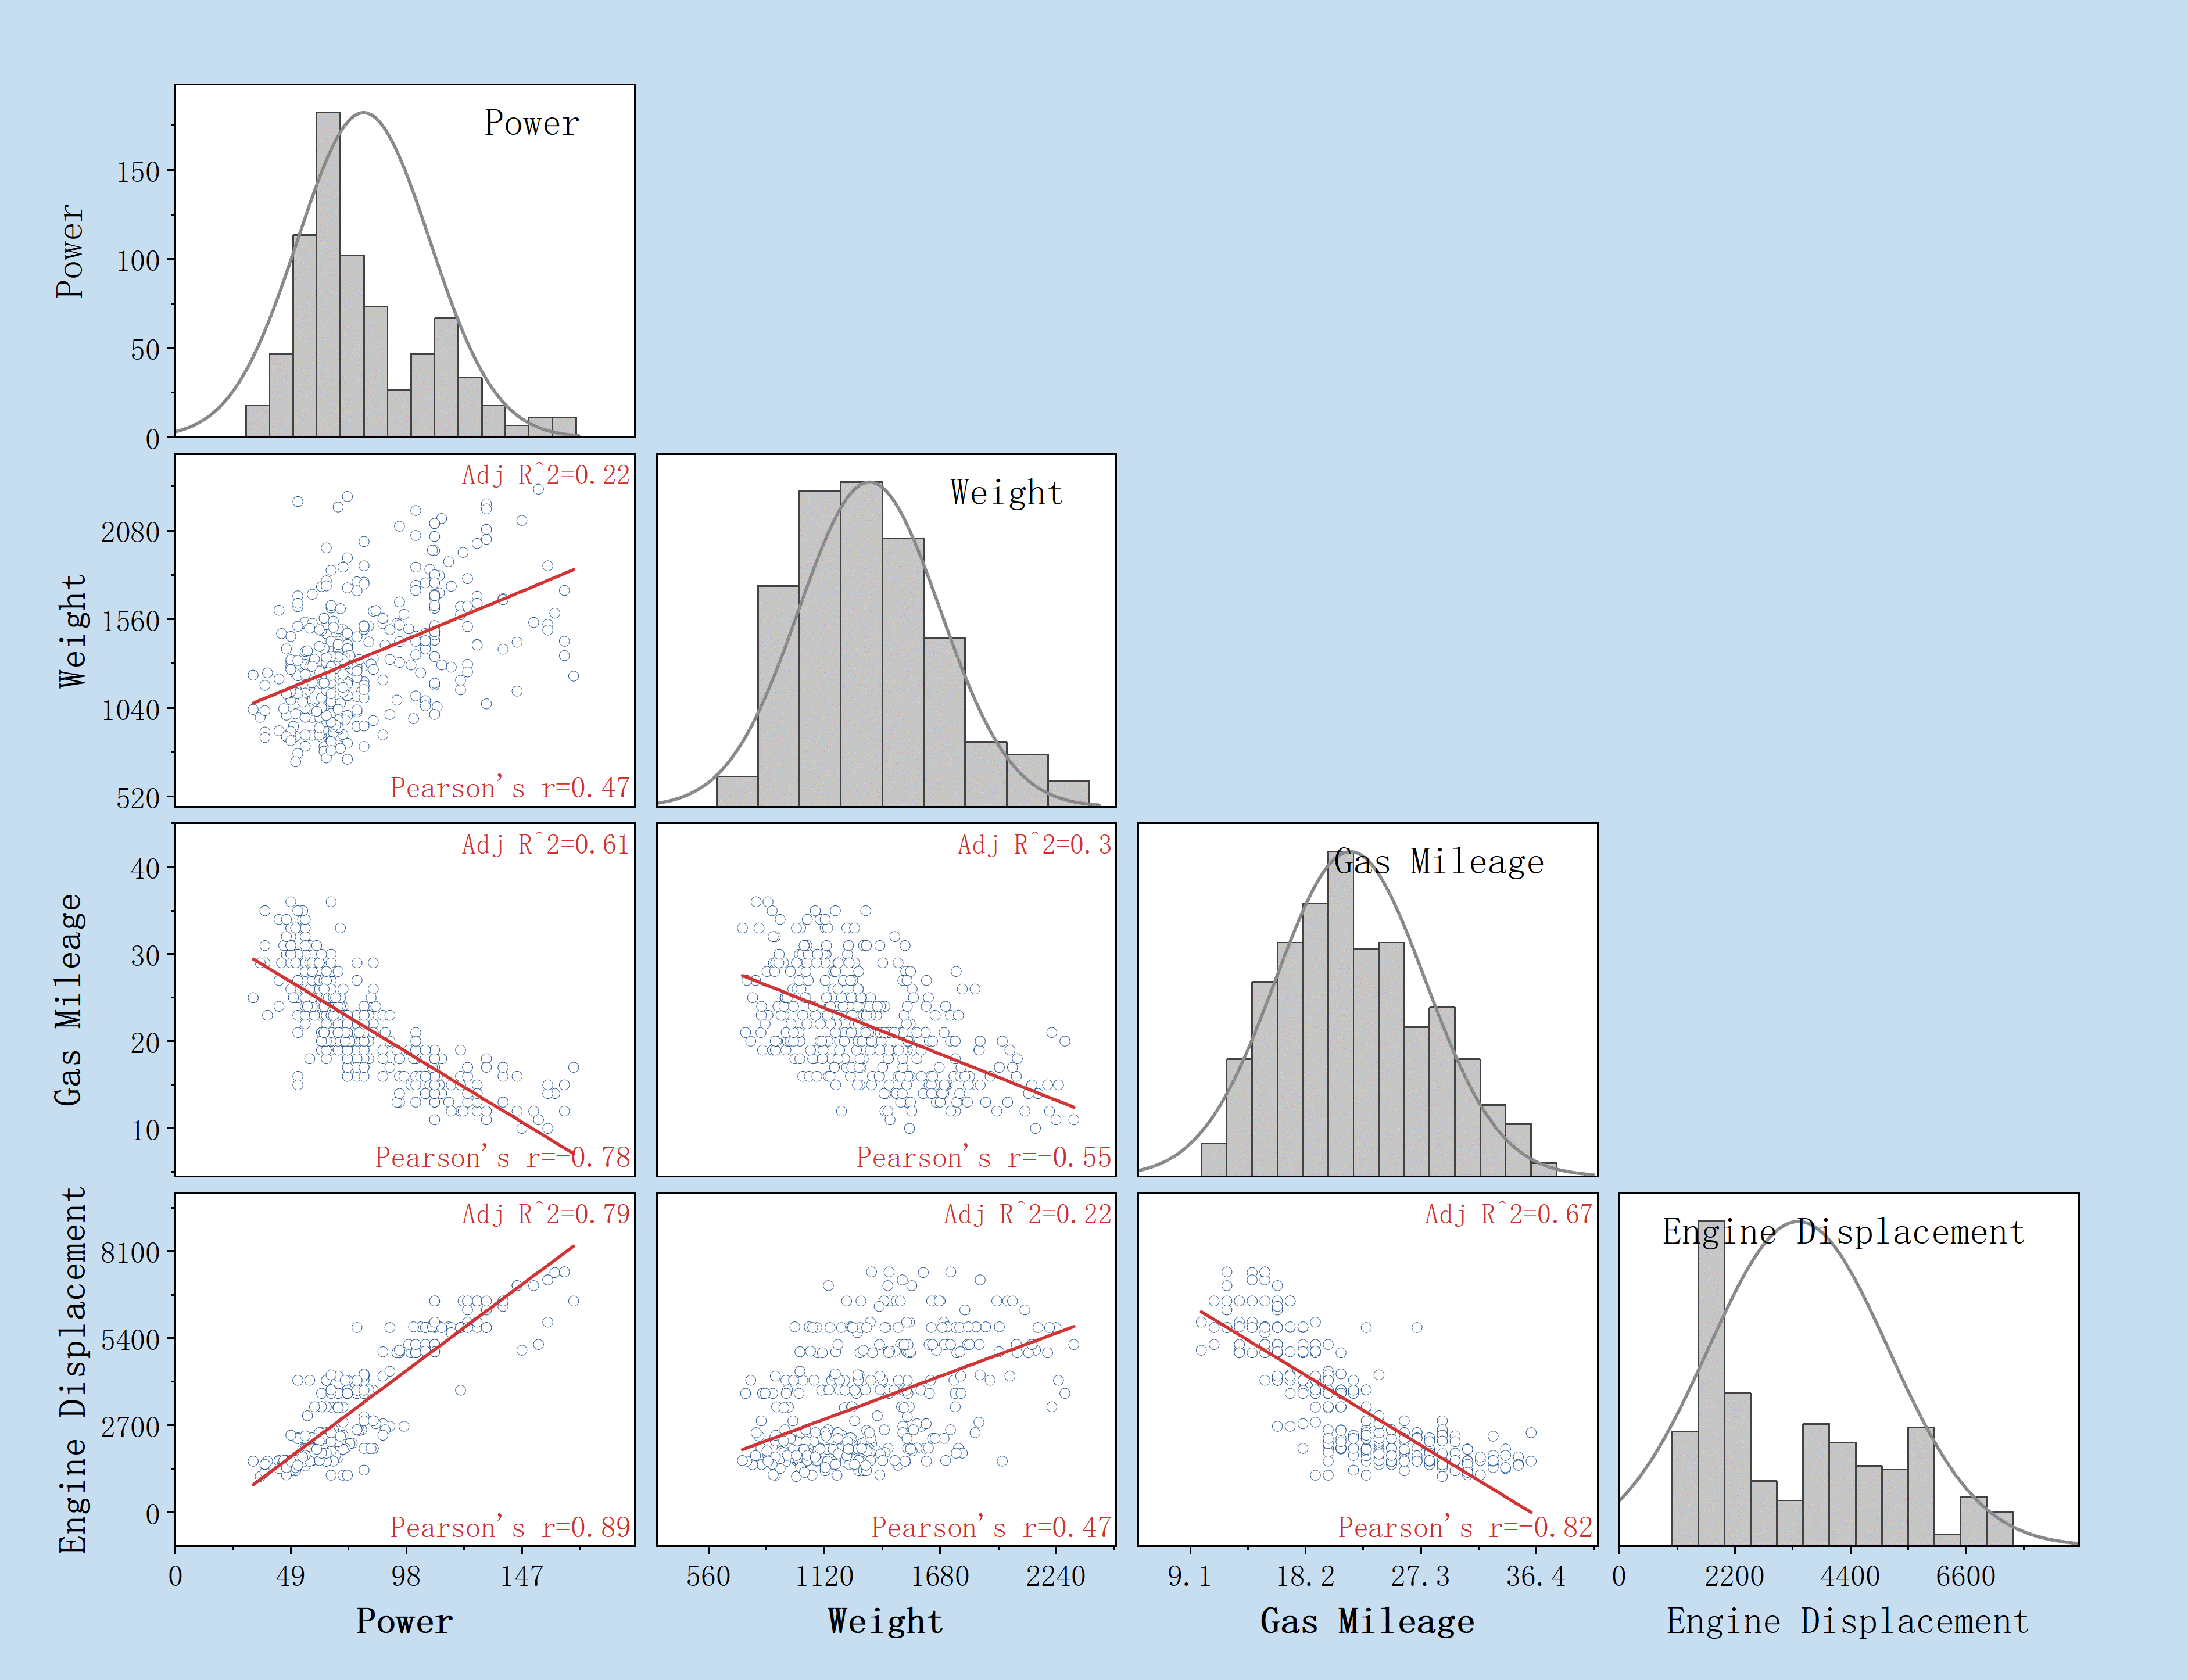 Power
Power
150
100
50
0
Adj R^2=0.22
Weight
Weight
2080
1560
1040
520
Pearson's r=0.47
Adj R^2=0.61
Adj R^2=0.3
Gas Mileage
Gas Mileage
40
30
20
10
Pearson's r=-0.78
Pearson's r=-0.55
Adj R^2=0.79
Adj R^2=0.22
Adj R^2=0.67
Engine Displacement
Engine Displacement
8100
5400
2700
0
Pearson's r=0.89
Pearson's r=0.47
Pearson's r=-0.82
0 49 98 147
560 1120 1680 2240
9.1 18.2 27.3 36.4
0 2200 4400 6600
Power
Weight
Gas Mileage
Engine Displacement